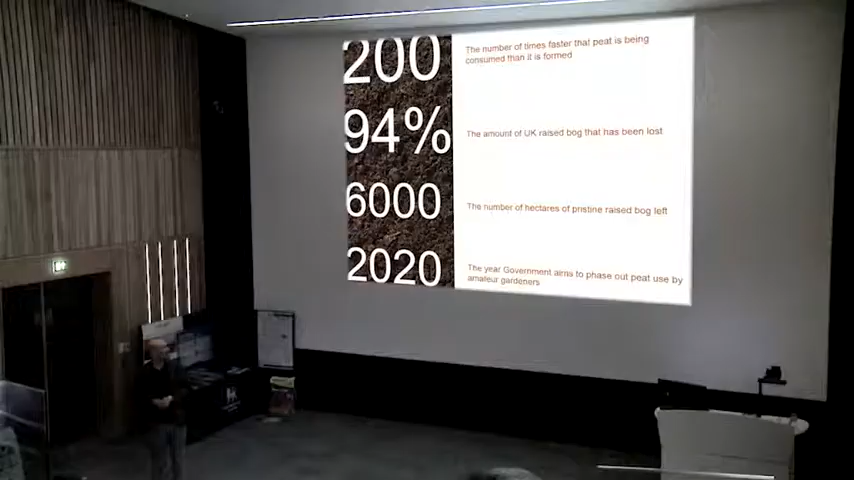 200
The number of times faster that peat is being
consumed than it is formed
94%
The amount of UK raised bog that has been lost
6000
The number of hectares of pristine raised bog left
2020
The year Government aims to phase out peat use by
amateur gardeners